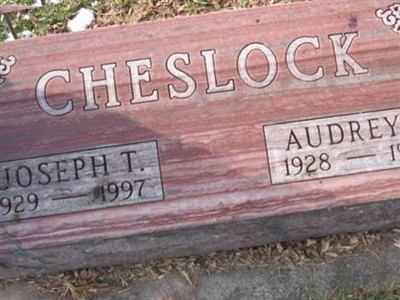 CHESLOCK
JOSEPH T.
1929 — 1997
AUDREY
1928 —